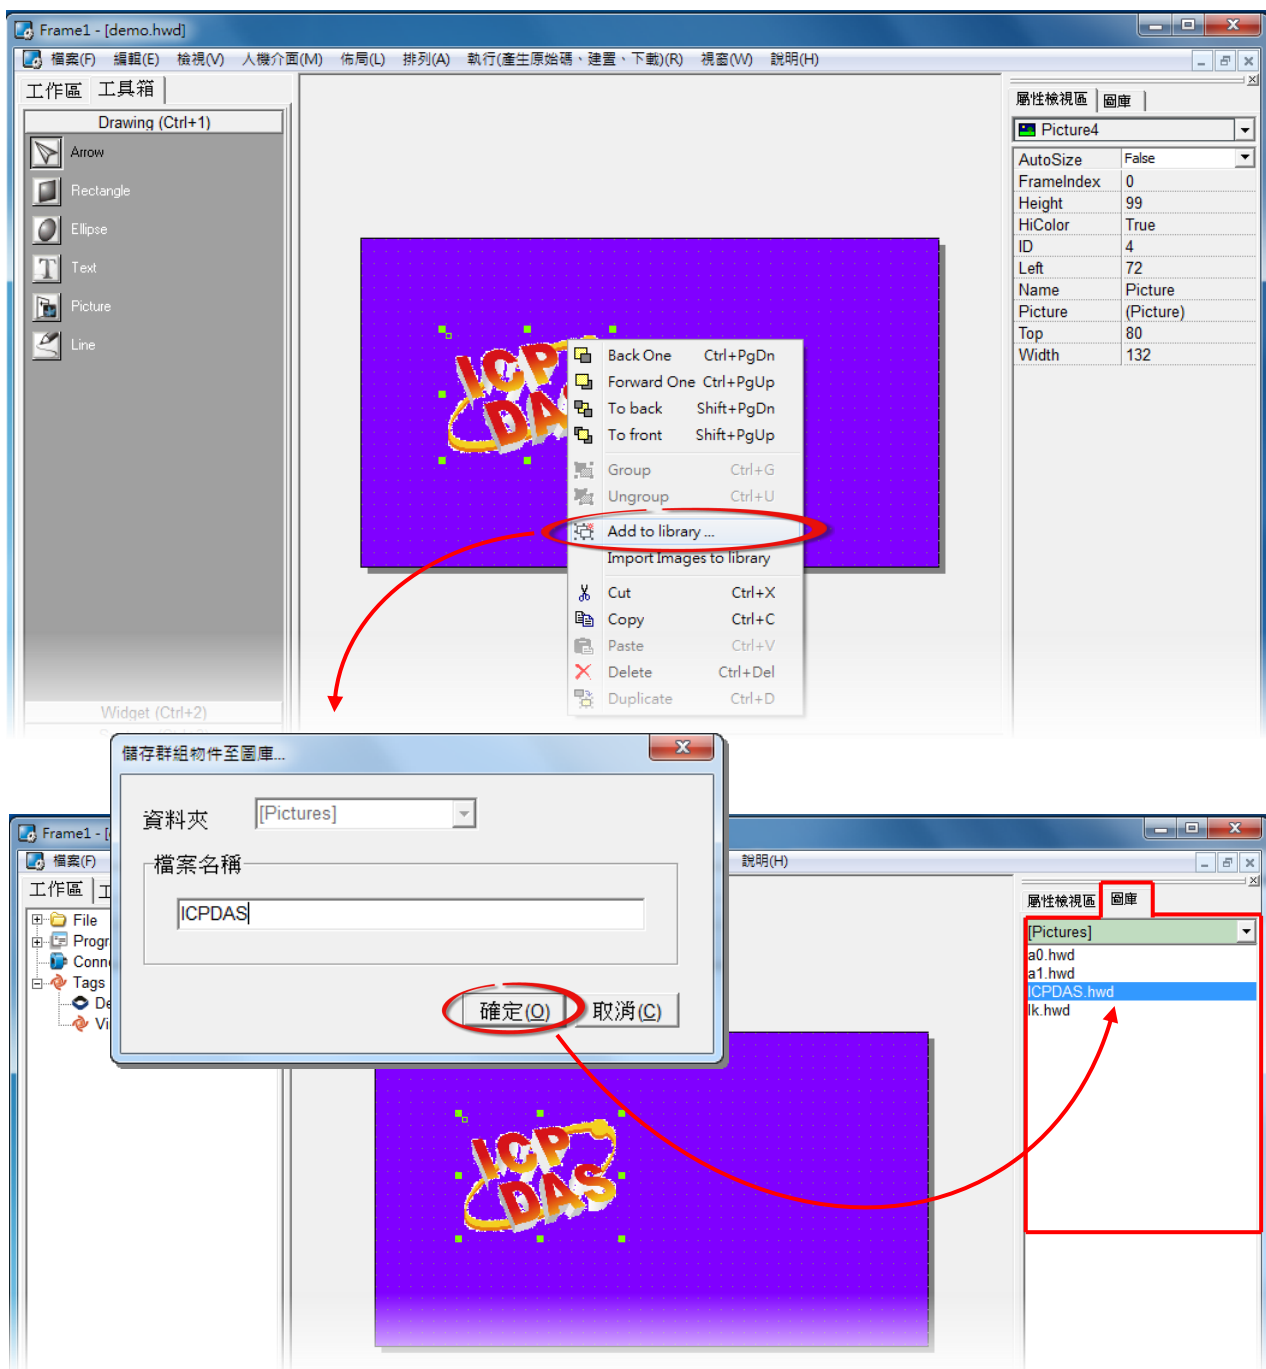 Frame1 - [demo.hwd]
檔案(F) 編輯(E) 檢視(V) 人機介面(M) 佈局(L) 排列(A) 執行(產生原始碼、建置、下載)(R) 視窗(W) 說明(H)
工作區 工具箱
Drawing (Ctrl+1)
Arrow
Rectangle
Ellipse
Text
Picture
Line
Widget (Ctrl+2)
屬性檢視區 圖庫
Picture4
AutoSize False
FrameIndex 0
Height 99
HiColor True
ID 4
Left 72
Name Picture
Picture (Picture)
Top 80
Width 132
ICP
DAS
Back One Ctrl+PgDn
Forward One Ctrl+PgUp
To back Shift+PgDn
To front Shift+PgUp
Group Ctrl+G
Ungroup Ctrl+U
Add to library ...
Import Images to library
Cut Ctrl+X
Copy Ctrl+C
Paste Ctrl+V
Delete Ctrl+Del
Duplicate Ctrl+D
儲存群組物件至圖庫...
資料夾 [Pictures]
檔案名稱
ICPDAS
確定(O) 取消(C)
Frame1 - [
檔案(F) 說明(H)
工作區
File
Progr
Conn
Tags
De
Vi
屬性檢視區 圖庫
[Pictures]
a0.hwd
a1.hwd
ICPDAS.hwd
lk.hwd
ICP
DAS